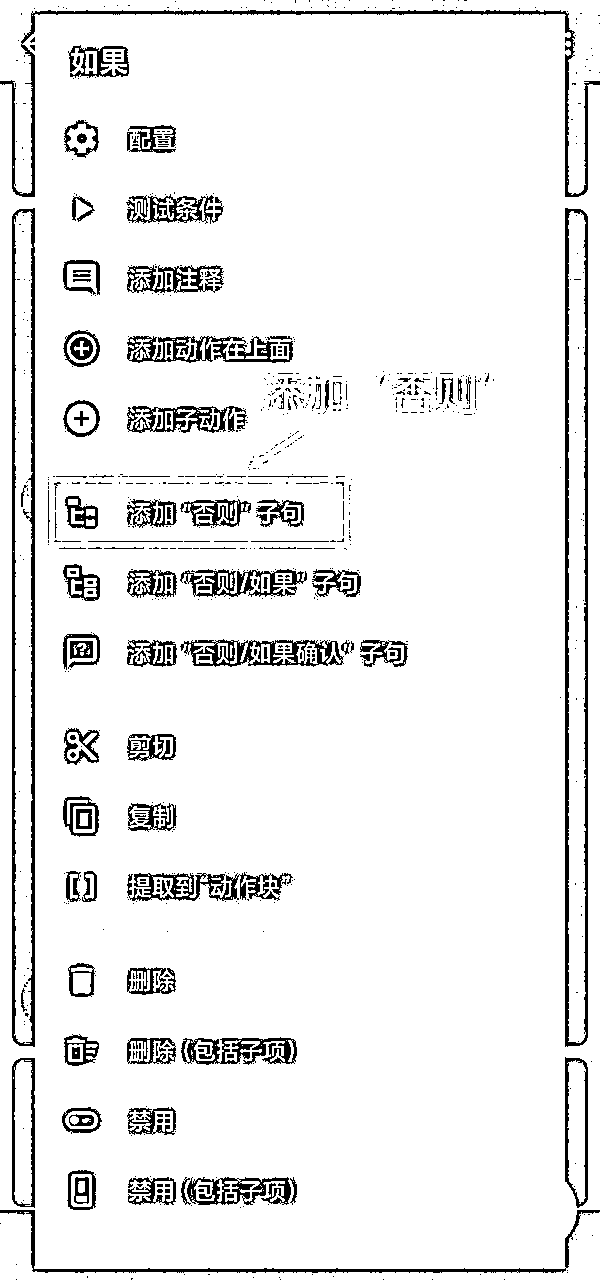 如果
配置
测试条件
添加注释
添加动作在上面
添加“否则”
添加子动作
添加“否则”子句
添加“否则/如果”子句
添加“否则/如果确认”子句
剪切
复制
提取到“动作块”
删除
删除(包括子项)
禁用
禁用(包括子项)